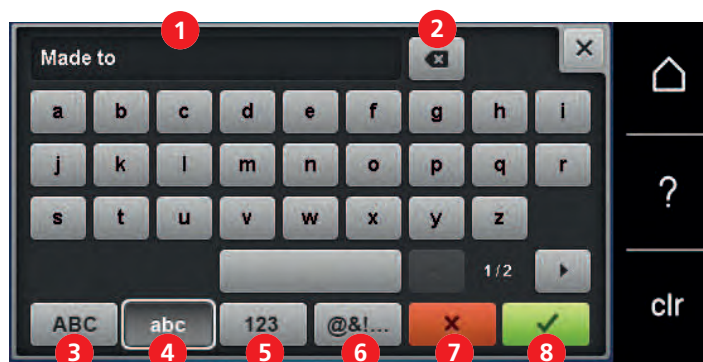 1 2
Made to
a b c d e f g h i
j k l m n o p q r
s t u v w x y z
1/2
ABC abc 123 @&!...
3 4 5 6 7 8
?
clr